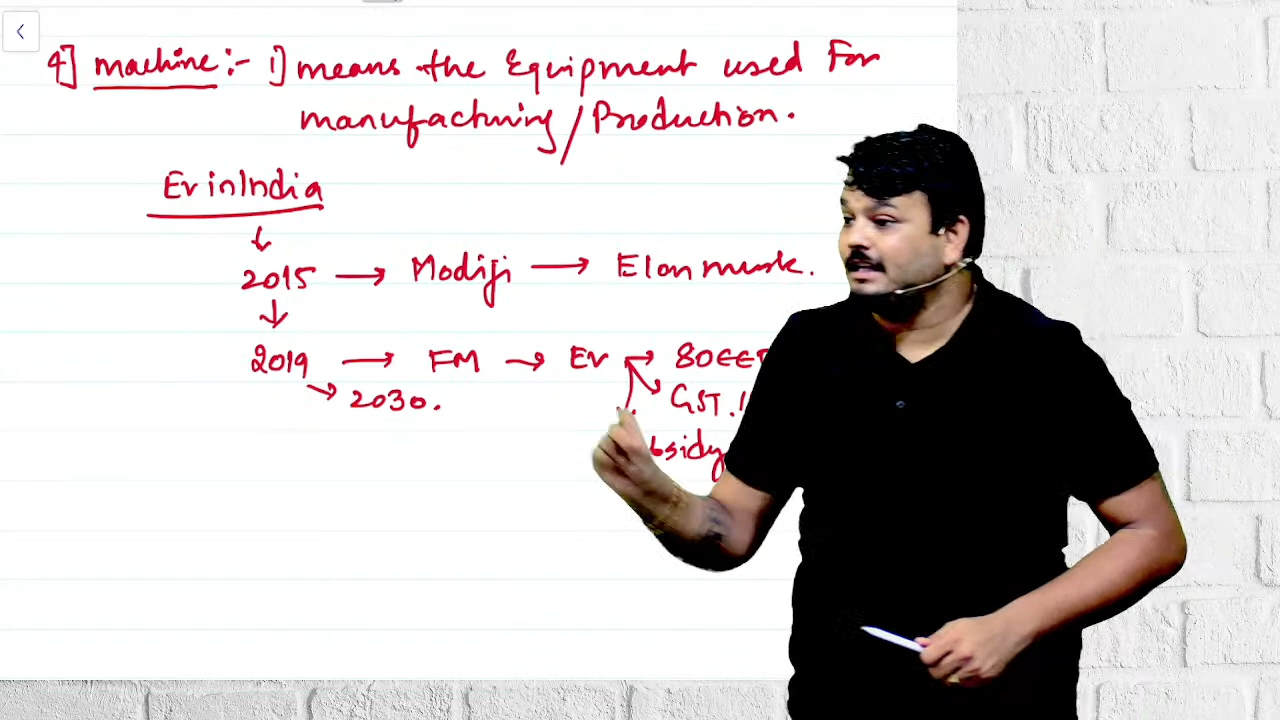 4] machine:- 1] means the Equipment used For
manufacturing/Production.
Ev in India
↓
2015 → Modiji → Elon musk.
↓
2019 → FM → Ev → 80EE
→ 2030. GST.